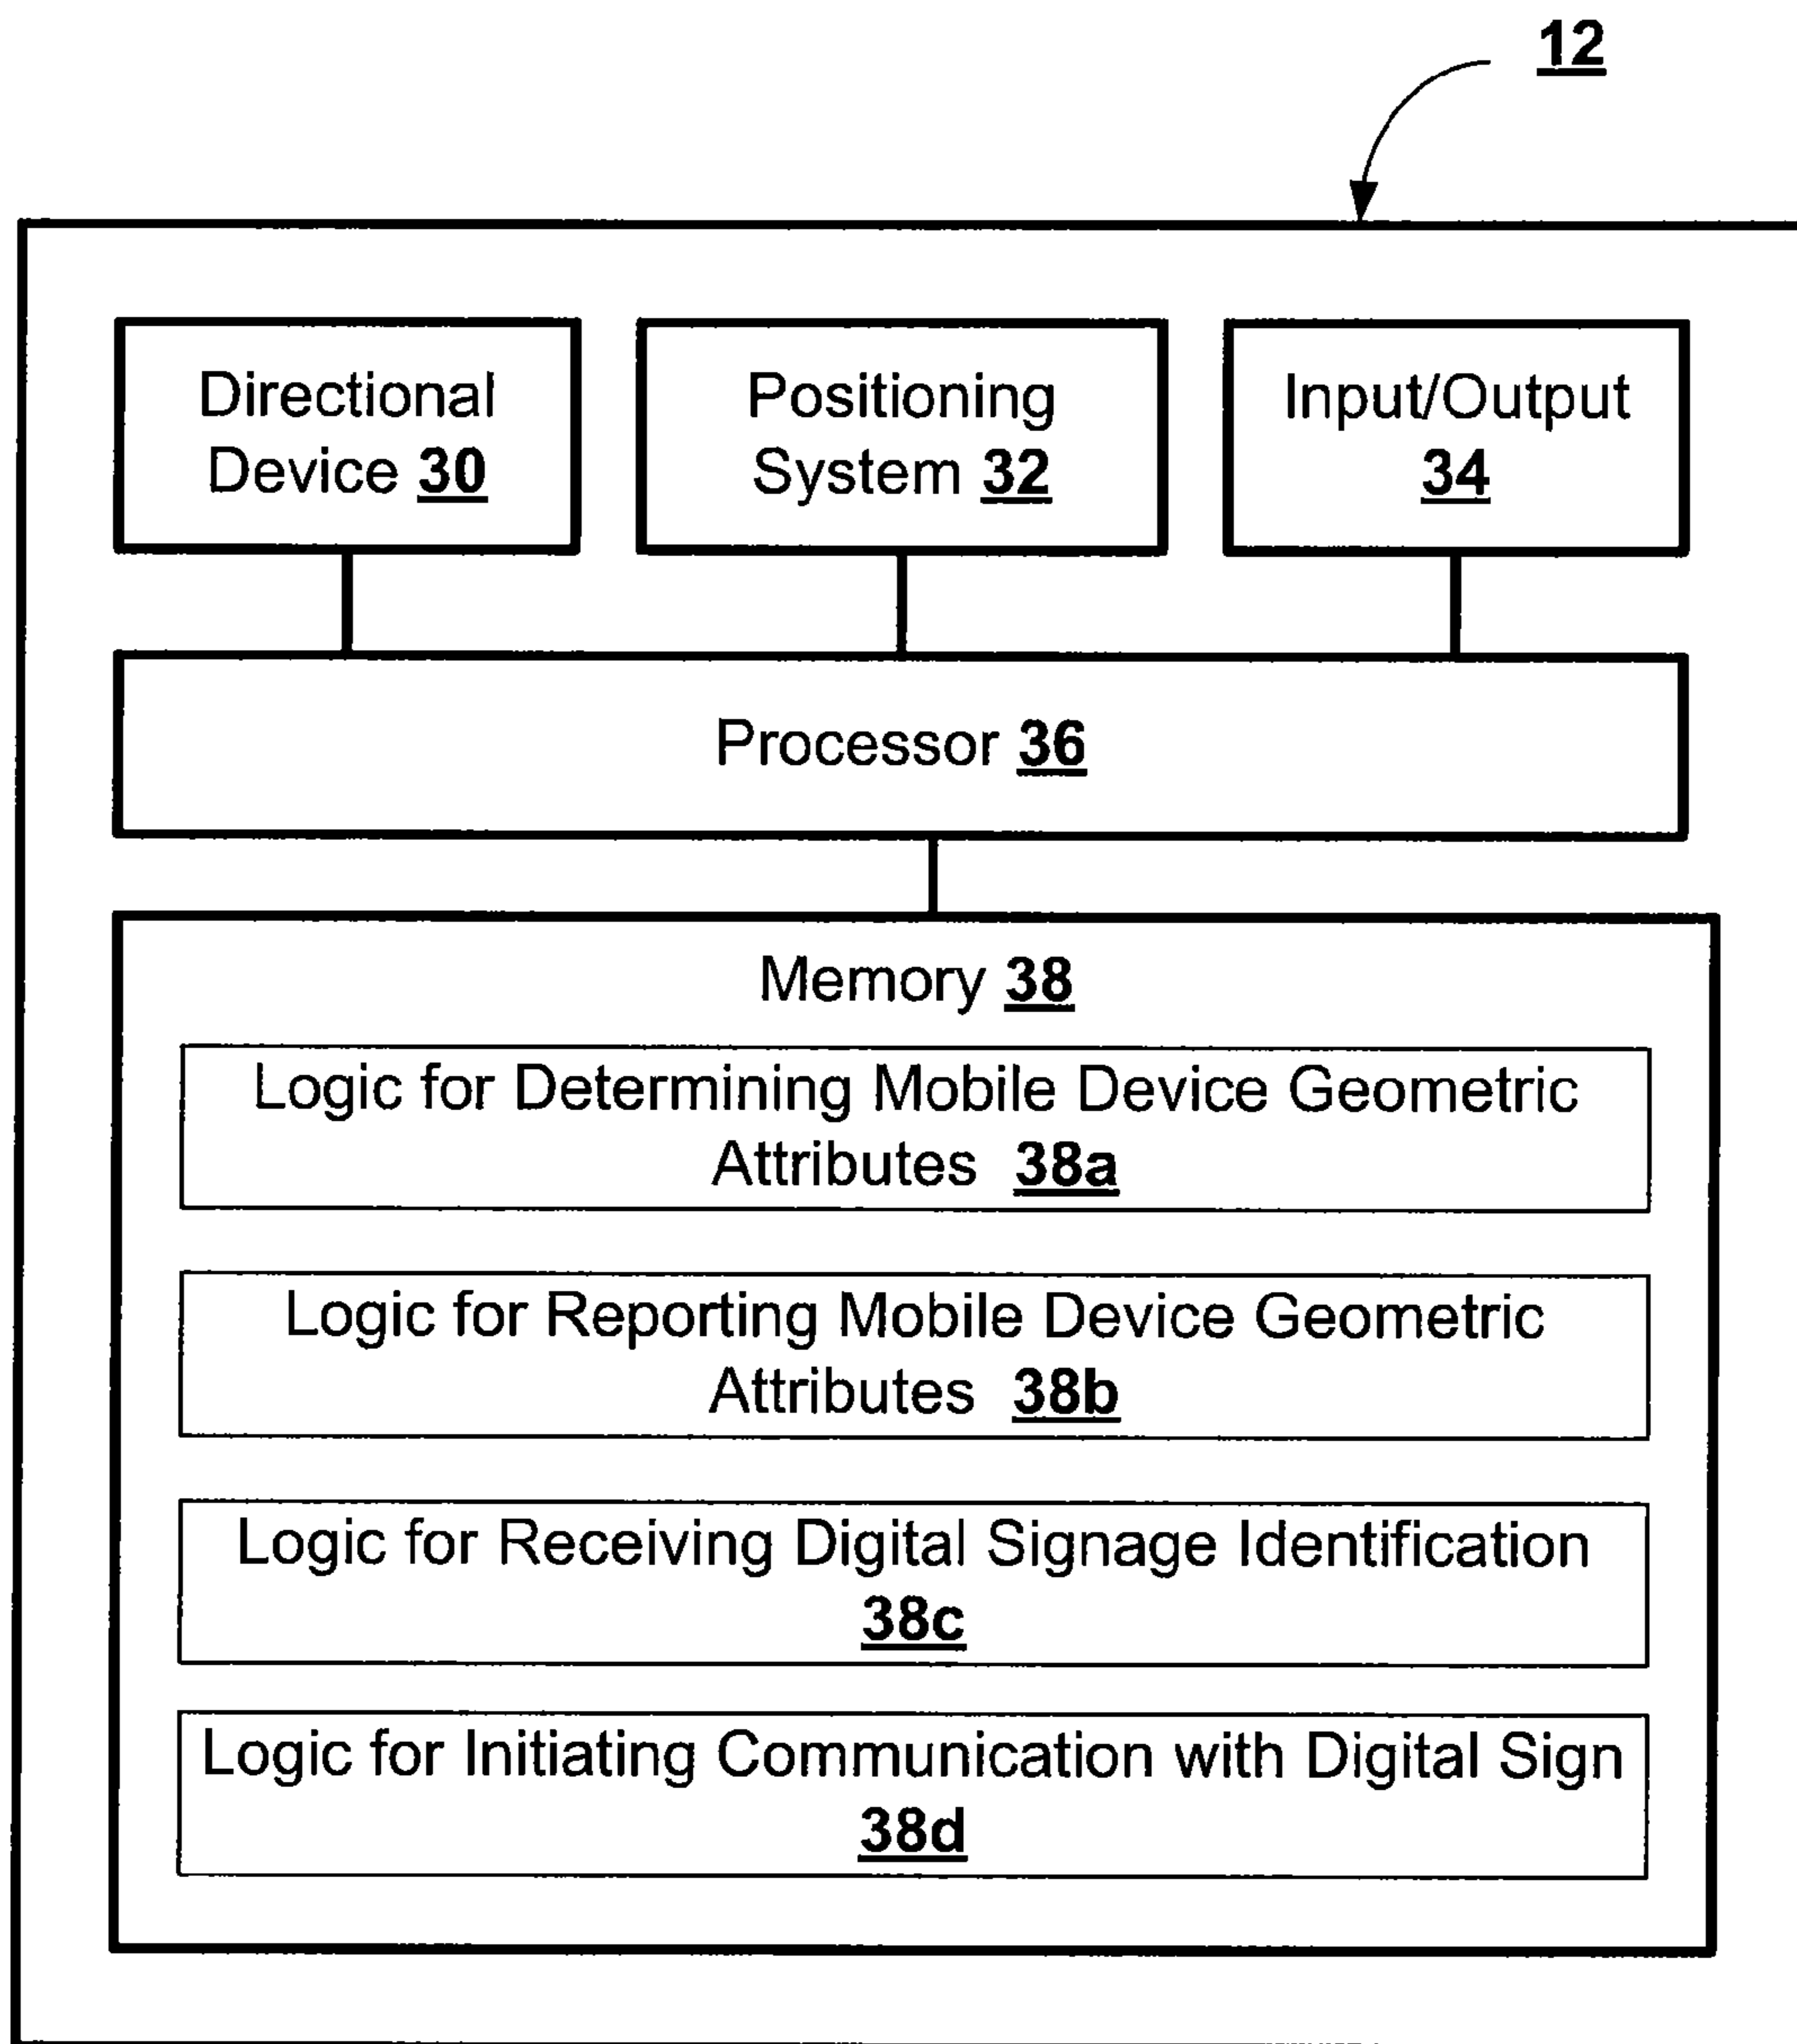 12
Directional
Device 30
Positioning
System 32
Input/Output
34
Processor 36
Memory 38
Logic for Determining Mobile Device Geometric
Attributes 38a
Logic for Reporting Mobile Device Geometric
Attributes 38b
Logic for Receiving Digital Signage Identification
38c
Logic for Initiating Communication with Digital Sign
38d